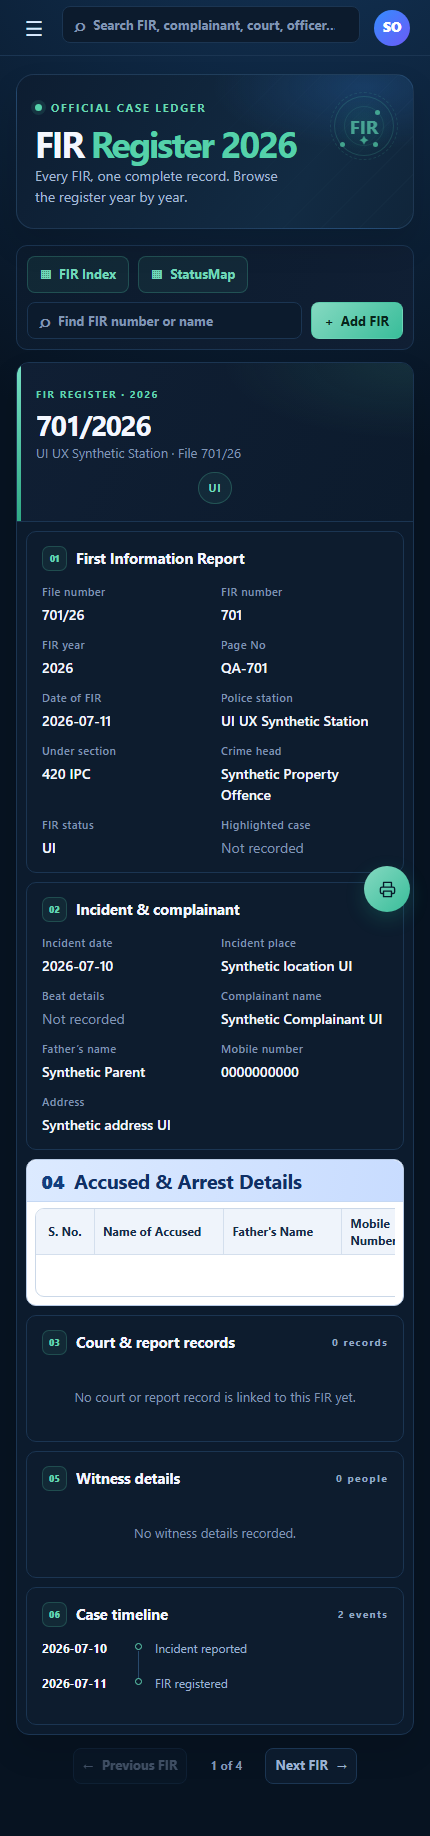 Search FIR, complainant, court, officer...
SO
OFFICIAL CASE LEDGER
FIR Register 2026
FIR
Every FIR, one complete record. Browse
the register year by year.
FIR Index
StatusMap
Find FIR number or name
+ Add FIR
FIR REGISTER • 2026
701/2026
UI UX Synthetic Station · File 701/26
UI
01 First Information Report
File number
FIR number
701/26
701
FIR year
Page No
2026
QA-701
Date of FIR
Police station
2026-07-11
UI UX Synthetic Station
Under section
Crime head
420 IPC
Synthetic Property
Offence
FIR status
Highlighted case
UI
Not recorded
02 Incident & complainant
Incident date
Incident place
2026-07-10
Synthetic location UI
Beat details
Complainant name
Not recorded
Synthetic Complainant UI
Father's name
Mobile number
Synthetic Parent
0000000000
Address
Synthetic address UI
04 Accused & Arrest Details
S. No.
Name of Accused
Father's Name
Mobile
Number
03 Court & report records
0 records
No court or report record is linked to this FIR yet.
05 Witness details
0 people
No witness details recorded.
06 Case timeline
2 events
2026-07-10
Incident reported
2026-07-11
FIR registered
← Previous FIR
1 of 4
Next FIR →